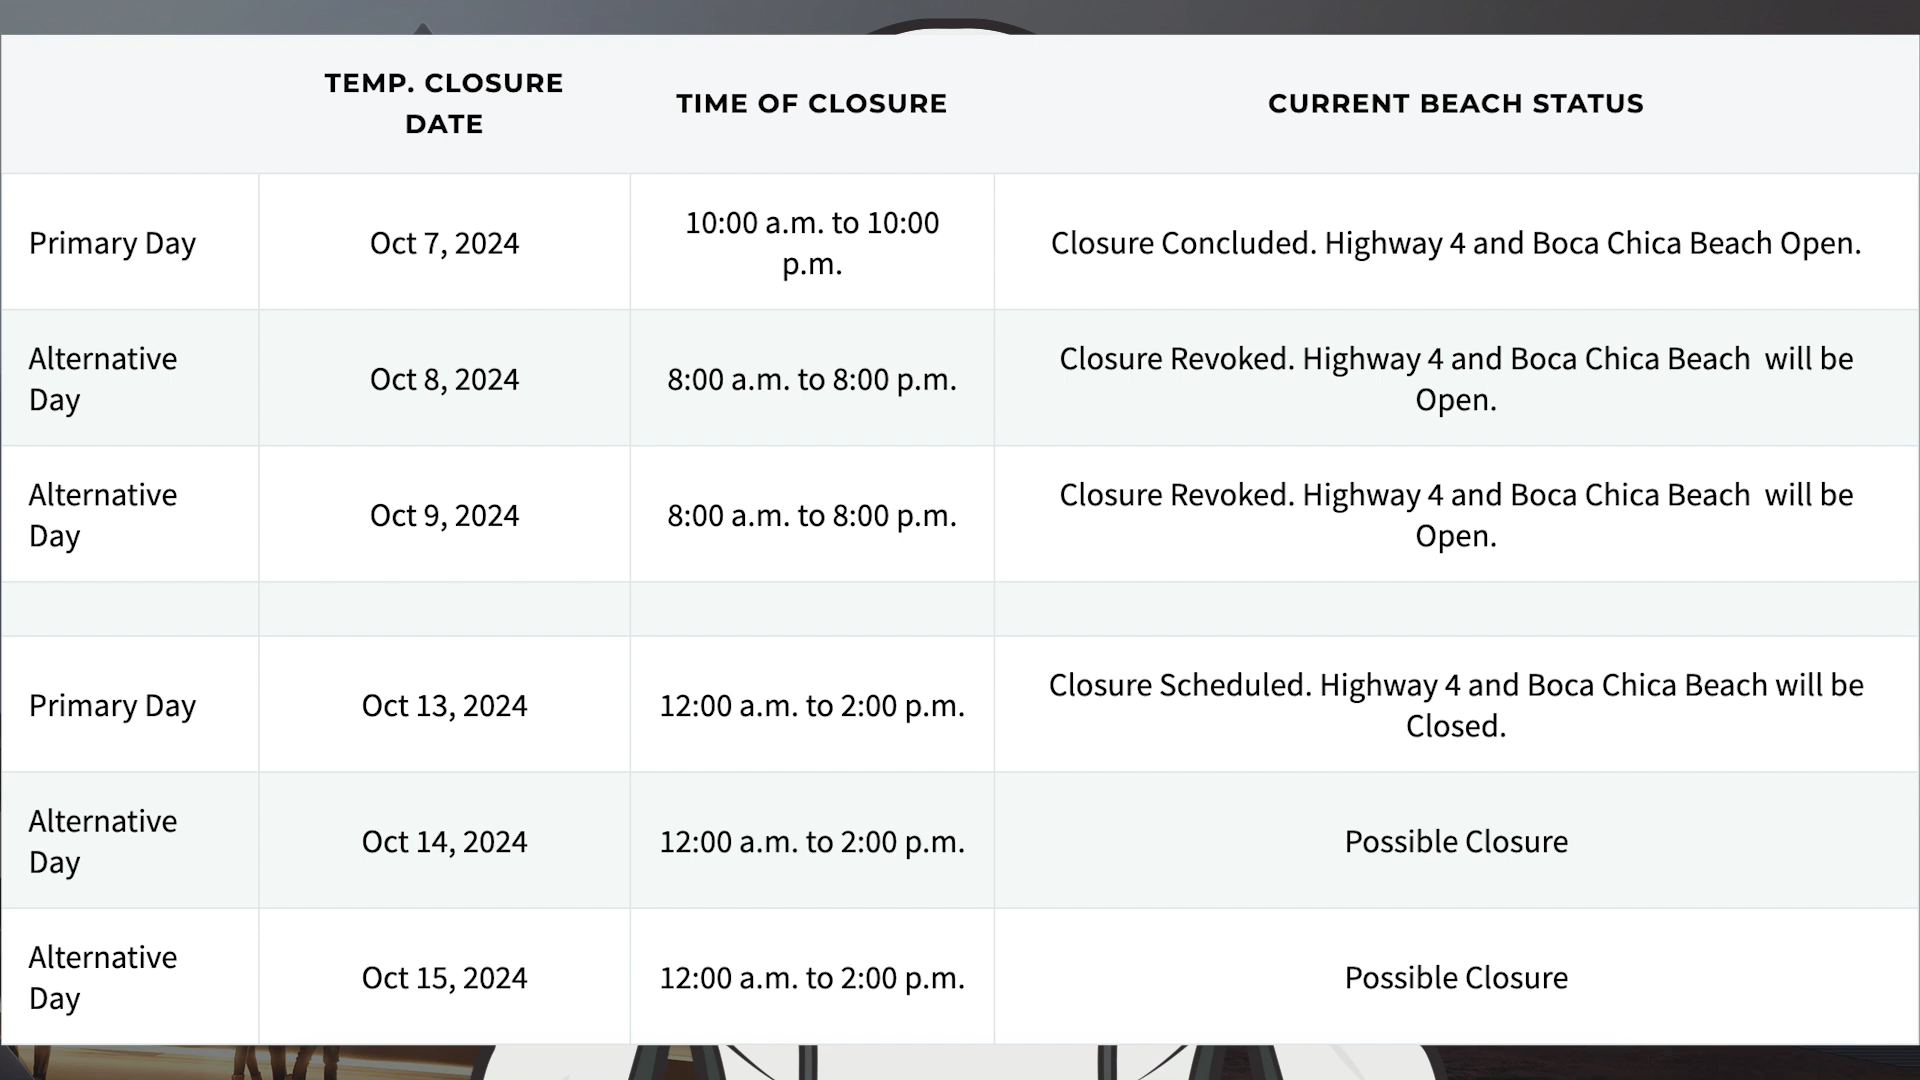 TEMP. CLOSURE
DATE
TIME OF CLOSURE
CURRENT BEACH STATUS
Primary Day
Oct 7, 2024
10:00 a.m. to 10:00
p.m.
Closure Concluded. Highway 4 and Boca Chica Beach Open.
Alternative
Day
Oct 8, 2024
8:00 a.m. to 8:00 p.m.
Closure Revoked. Highway 4 and Boca Chica Beach  will be
Open.
Alternative
Day
Oct 9, 2024
8:00 a.m. to 8:00 p.m.
Closure Revoked. Highway 4 and Boca Chica Beach  will be
Open.
Primary Day
Oct 13, 2024
12:00 a.m. to 2:00 p.m.
Closure Scheduled. Highway 4 and Boca Chica Beach will be
Closed.
Alternative
Day
Oct 14, 2024
12:00 a.m. to 2:00 p.m.
Possible Closure
Alternative
Day
Oct 15, 2024
12:00 a.m. to 2:00 p.m.
Possible Closure